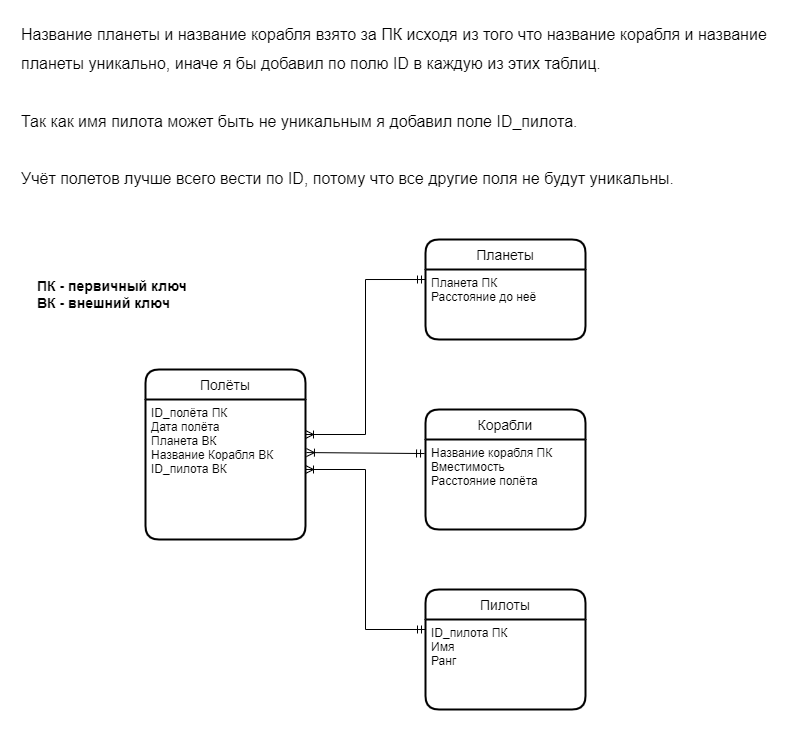 Название планеты и название корабля взято за ПК исходя из того что название корабля и название
планеты уникально, иначе я бы добавил по полю ID в каждую из этих таблиц.
Так как имя пилота может быть не уникальным я добавил поле ID_пилота.
Учёт полетов лучше всего вести по ID, потому что все другие поля не будут уникальны.
ПК - первичный ключ
ВК - внешний ключ
Планеты
Планета ПК
Расстояние до неё
Полёты
ID_полёта ПК
Дата полёта
Планета ВК
Название Корабля ВК
ID_пилота ВК
Корабли
Название корабля ПК
Вместимость
Расстояние полёта
Пилоты
ID_пилота ПК
Имя
Ранг